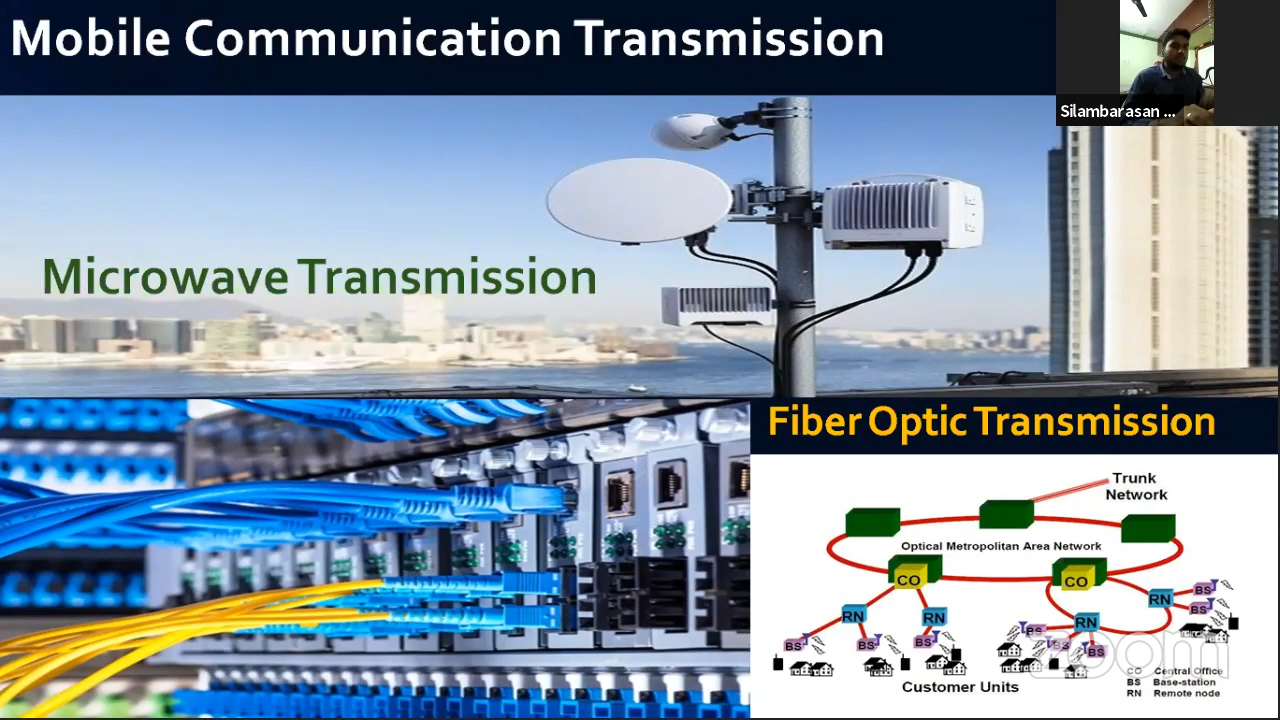 Mobile Communication Transmission
Silambarasan ...
Microwave Transmission
Fiber Optic Transmission
Trunk
Network
Optical Metropolitan Area Network
CO
CO
RN
RN
RN
RN
BS
BS
BS
BS
BS
BS
BS
BS
Customer Units
CO Central Office
BS Base-station
RN Remote node
zoom